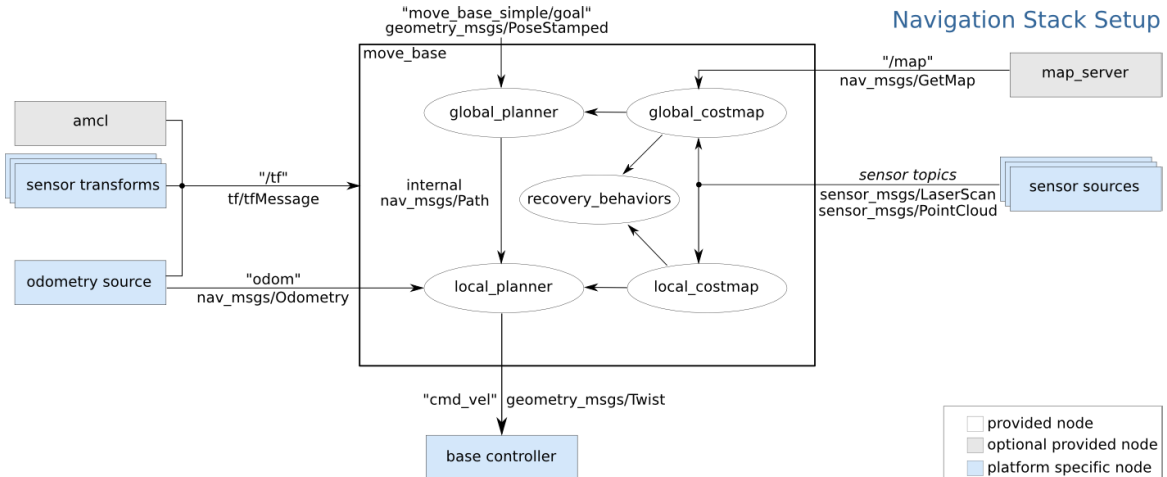 Navigation Stack Setup
"move_base_simple/goal"
geometry_msgs/PoseStamped
move_base
"/map"
nav_msgs/GetMap
map_server
amcl
global_planner
global_costmap
sensor transforms
"/tf"
tf/tfMessage
internal
nav_msgs/Path
recovery_behaviors
sensor topics
sensor_msgs/LaserScan
sensor_msgs/PointCloud
sensor sources
odometry source
"odom"
nav_msgs/Odometry
local_planner
local_costmap
"cmd_vel" geometry_msgs/Twist
base controller
provided node
optional provided node
platform specific node